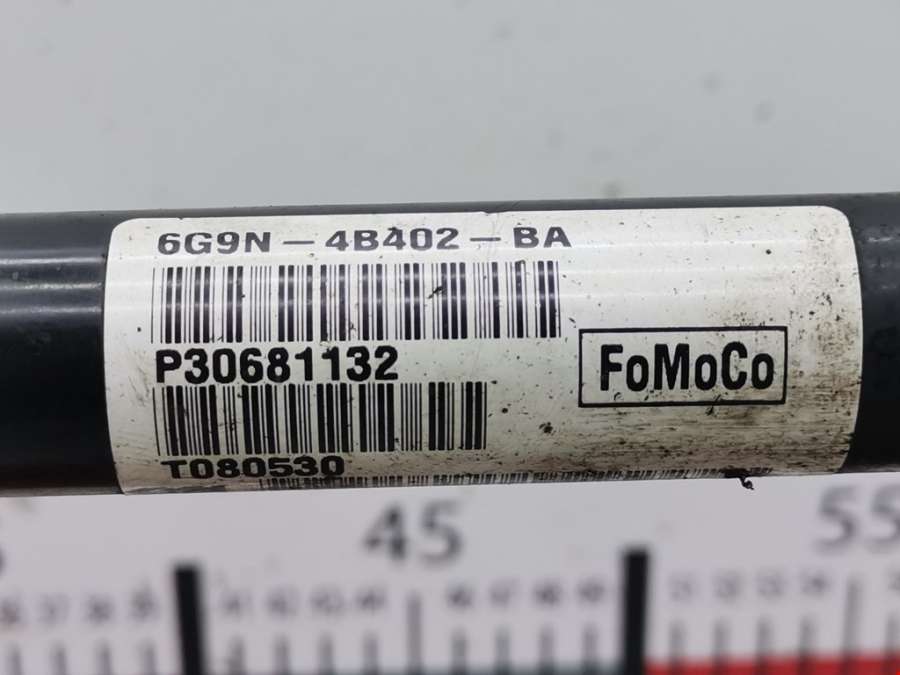 6G9N-4B402-BA
P30681132
FoMoCo
T080530
45
55